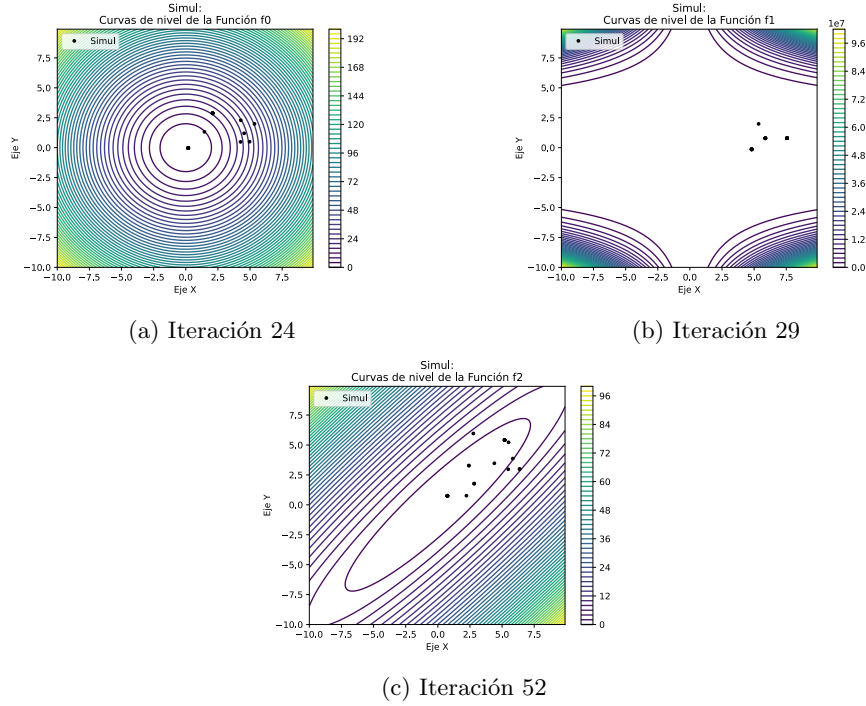 Simul:
Curvas de nivel de la Función f0
Simul
Eje Y
7.5
5.0
2.5
0.0
−2.5
−5.0
−7.5
−10.0
−10.0 −7.5 −5.0 −2.5 0.0 2.5 5.0 7.5
Eje X
192
168
144
120
96
72
48
24
0
(a) Iteración 24
Simul:
Curvas de nivel de la Función f1
Simul
Eje Y
7.5
5.0
2.5
0.0
−2.5
−5.0
−7.5
−10.0
−10.0 −7.5 −5.0 −2.5 0.0 2.5 5.0 7.5
Eje X
1e7
9.6
8.4
7.2
6.0
4.8
3.6
2.4
1.2
0.0
(b) Iteración 29
Simul:
Curvas de nivel de la Función f2
Simul
Eje Y
7.5
5.0
2.5
0.0
−2.5
−5.0
−7.5
−10.0
−10.0 −7.5 −5.0 −2.5 0.0 2.5 5.0 7.5
Eje X
96
84
72
60
48
36
24
12
0
(c) Iteración 52